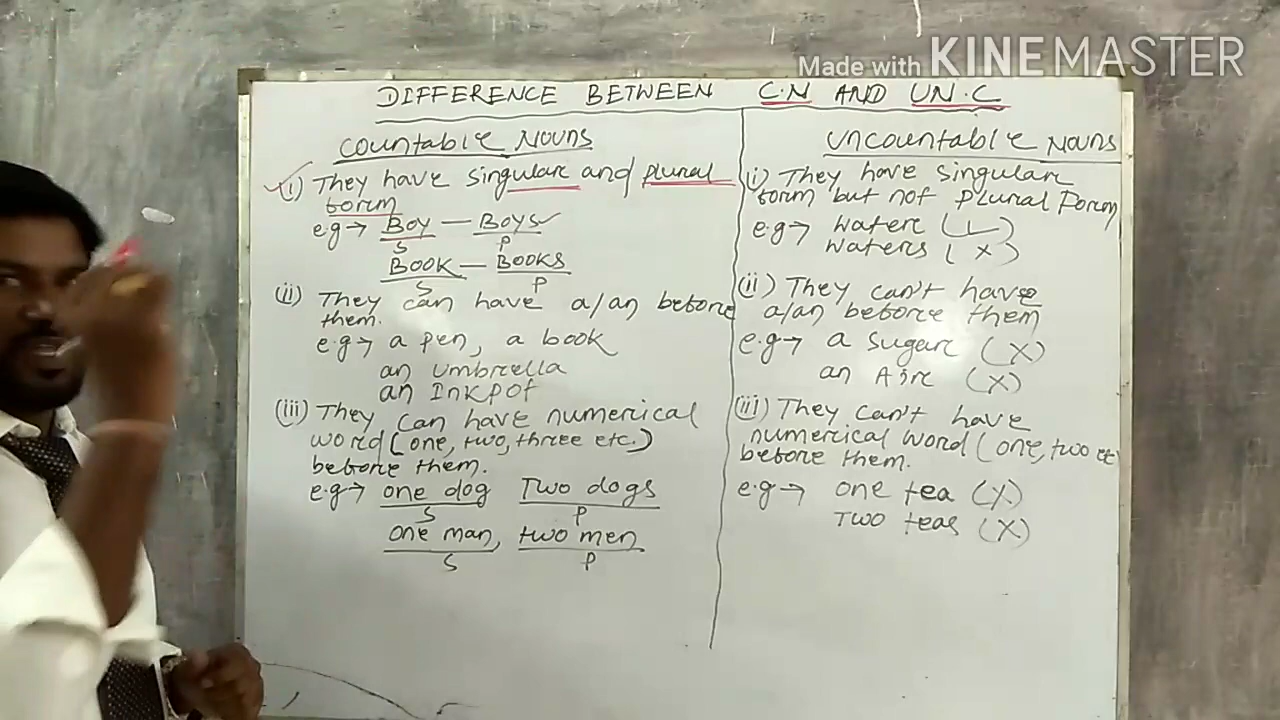 Made with KINEMASTER
DIFFERENCE BETWEEN C.N AND UN.C
COUNTABLE NOUNS
(i) They have singular and plural
form
e.g → BOY — BOYS
S P
BOOK — BOOKS
S P
(ii) They can have a/an before
them.
e.g → a pen, a book
an umbrella
an Inkpot
(iii) They can have numerical
word (one, two, three etc.)
before them.
e.g → one dog Two dogs
S P
one man, two men
S P
UNCOUNTABLE NOUNS
i) They have singular
form but not plural Form
e.g → water (✓)
waters (X)
(ii) They can't have
a/an before them
e.g → a sugar (X)
an Air (X)
(iii) They can't have
numerical word (one, two et
before them.
e.g → one tea (X)
Two teas (X)